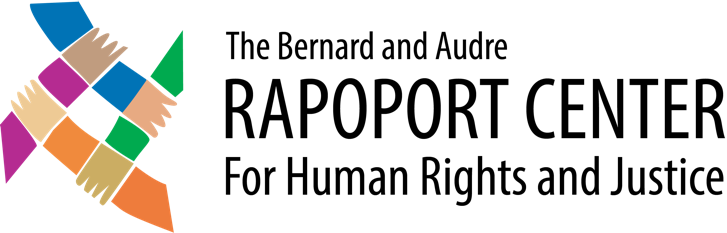 The Bernard and Audre
RAPOPORT CENTER
For Human Rights and Justice